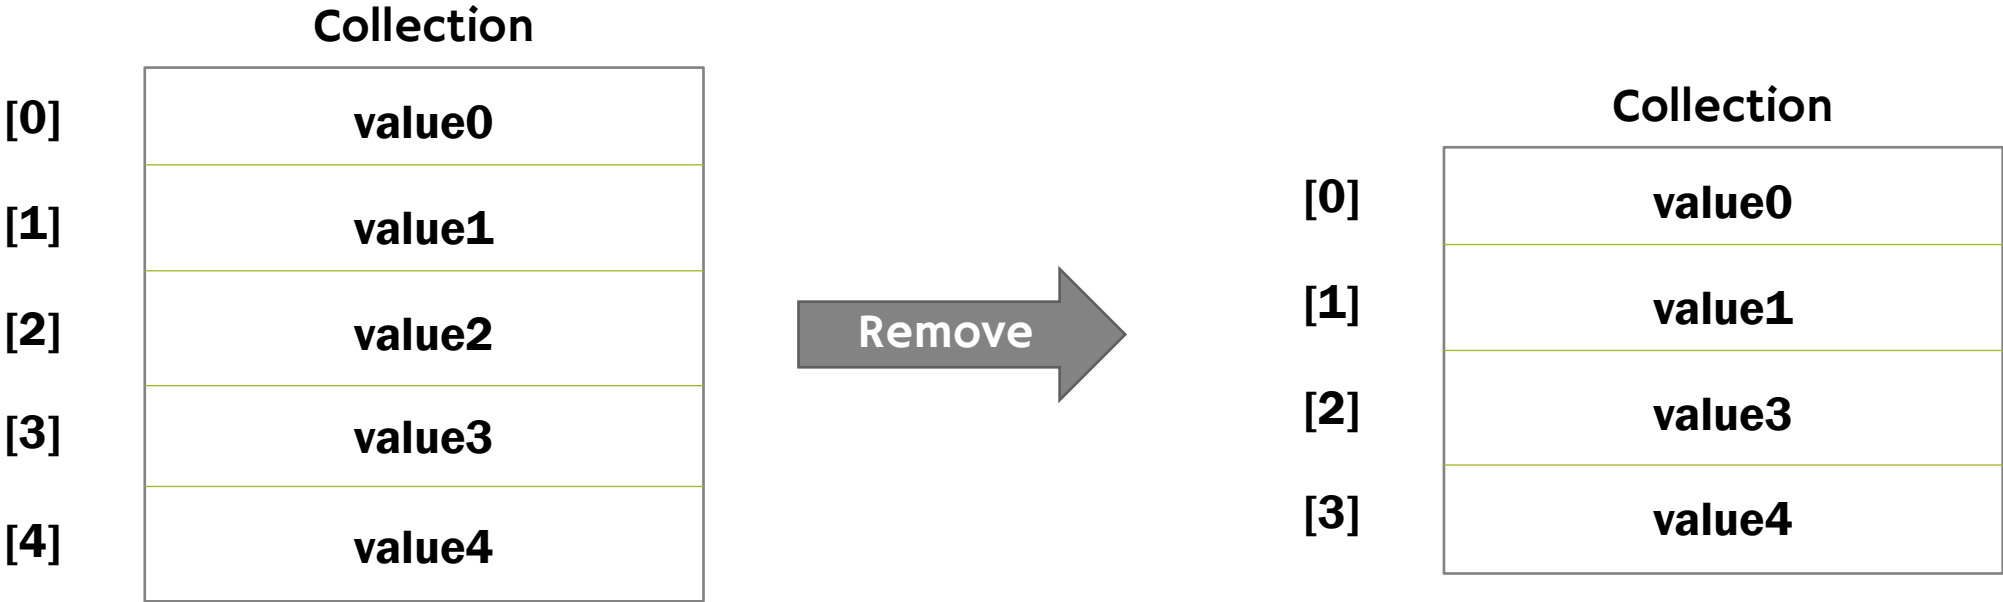 Collection
[0] value0
[1] value1
[2] value2
[3] value3
[4] value4
Remove
Collection
[0] value0
[1] value1
[2] value3
[3] value4